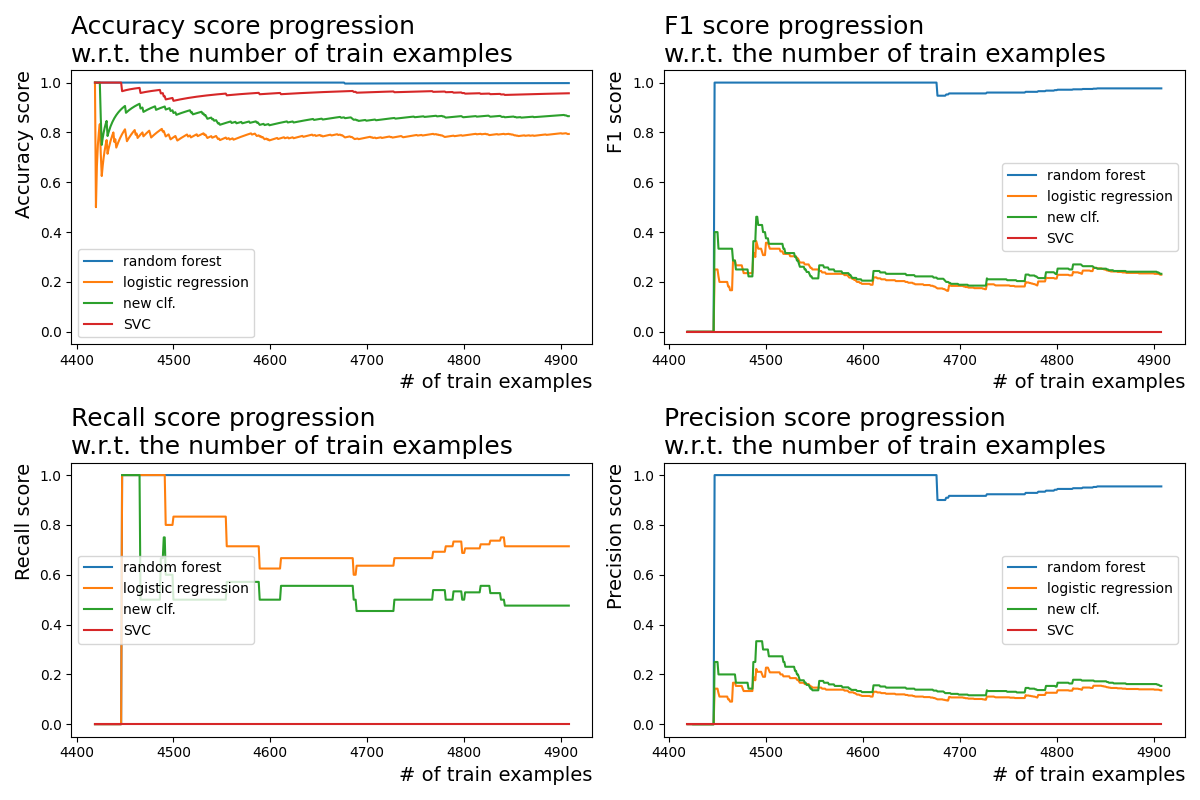 Accuracy score progression
w.r.t. the number of train examples
Accuracy score
1.0
0.8
0.6
0.4
0.2
0.0
random forest
logistic regression
new clf.
SVC
4400
4500
4600
4700
4800
4900
# of train examples
F1 score progression
w.r.t. the number of train examples
F1 score
1.0
0.8
0.6
0.4
0.2
0.0
random forest
logistic regression
new clf.
SVC
4400
4500
4600
4700
4800
4900
# of train examples
Recall score progression
w.r.t. the number of train examples
Recall score
1.0
0.8
0.6
0.4
0.2
0.0
random forest
logistic regression
new clf.
SVC
4400
4500
4600
4700
4800
4900
# of train examples
Precision score progression
w.r.t. the number of train examples
Precision score
1.0
0.8
0.6
0.4
0.2
0.0
random forest
logistic regression
new clf.
SVC
4400
4500
4600
4700
4800
4900
# of train examples